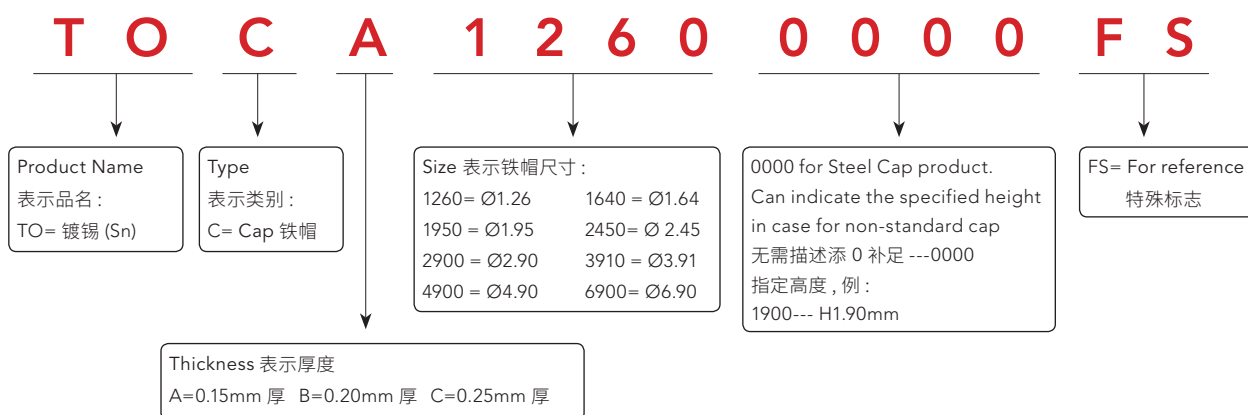 T O C A 1 2 6 0 0 0 0 0 F S
Product Name
表示品名 :
TO= 镀锡 (Sn)
Type
表示类别 :
C= Cap 铁帽
Size 表示铁帽尺寸 :
1260= Ø1.26 1640 = Ø1.64
1950 = Ø1.95 2450= Ø 2.45
2900 = Ø2.90 3910 = Ø3.91
4900 = Ø4.90 6900= Ø6.90
0000 for Steel Cap product.
Can indicate the specified height
in case for non-standard cap
无需描述添 0 补足 ---0000
指定高度 , 例 :
1900--- H1.90mm
FS= For reference
特殊标志
Thickness 表示厚度
A=0.15mm 厚 B=0.20mm 厚 C=0.25mm 厚